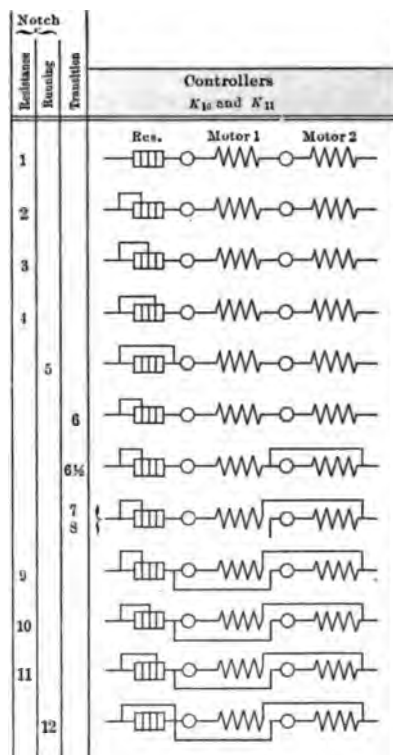 Notch
Resistance
Running
Transition
Controllers
K10 and K11
Res. Motor 1 Motor 2
1
2
3
4
5
6
6½
7
8
9
10
11
12